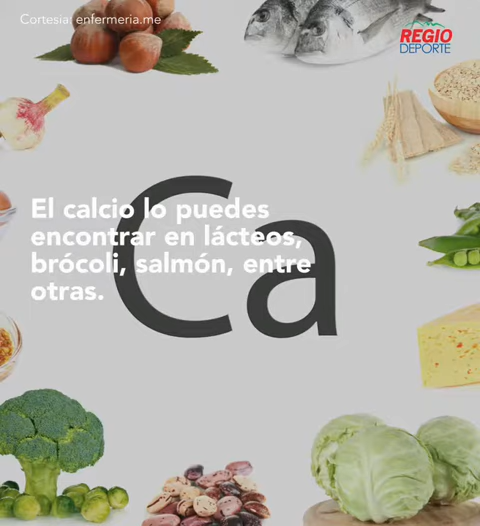 Cortesía: enfermeria.me
REGIO
DEPORTE
Ca
El calcio lo puedes
encontrar en lácteos,
brócoli, salmón, entre
otras.